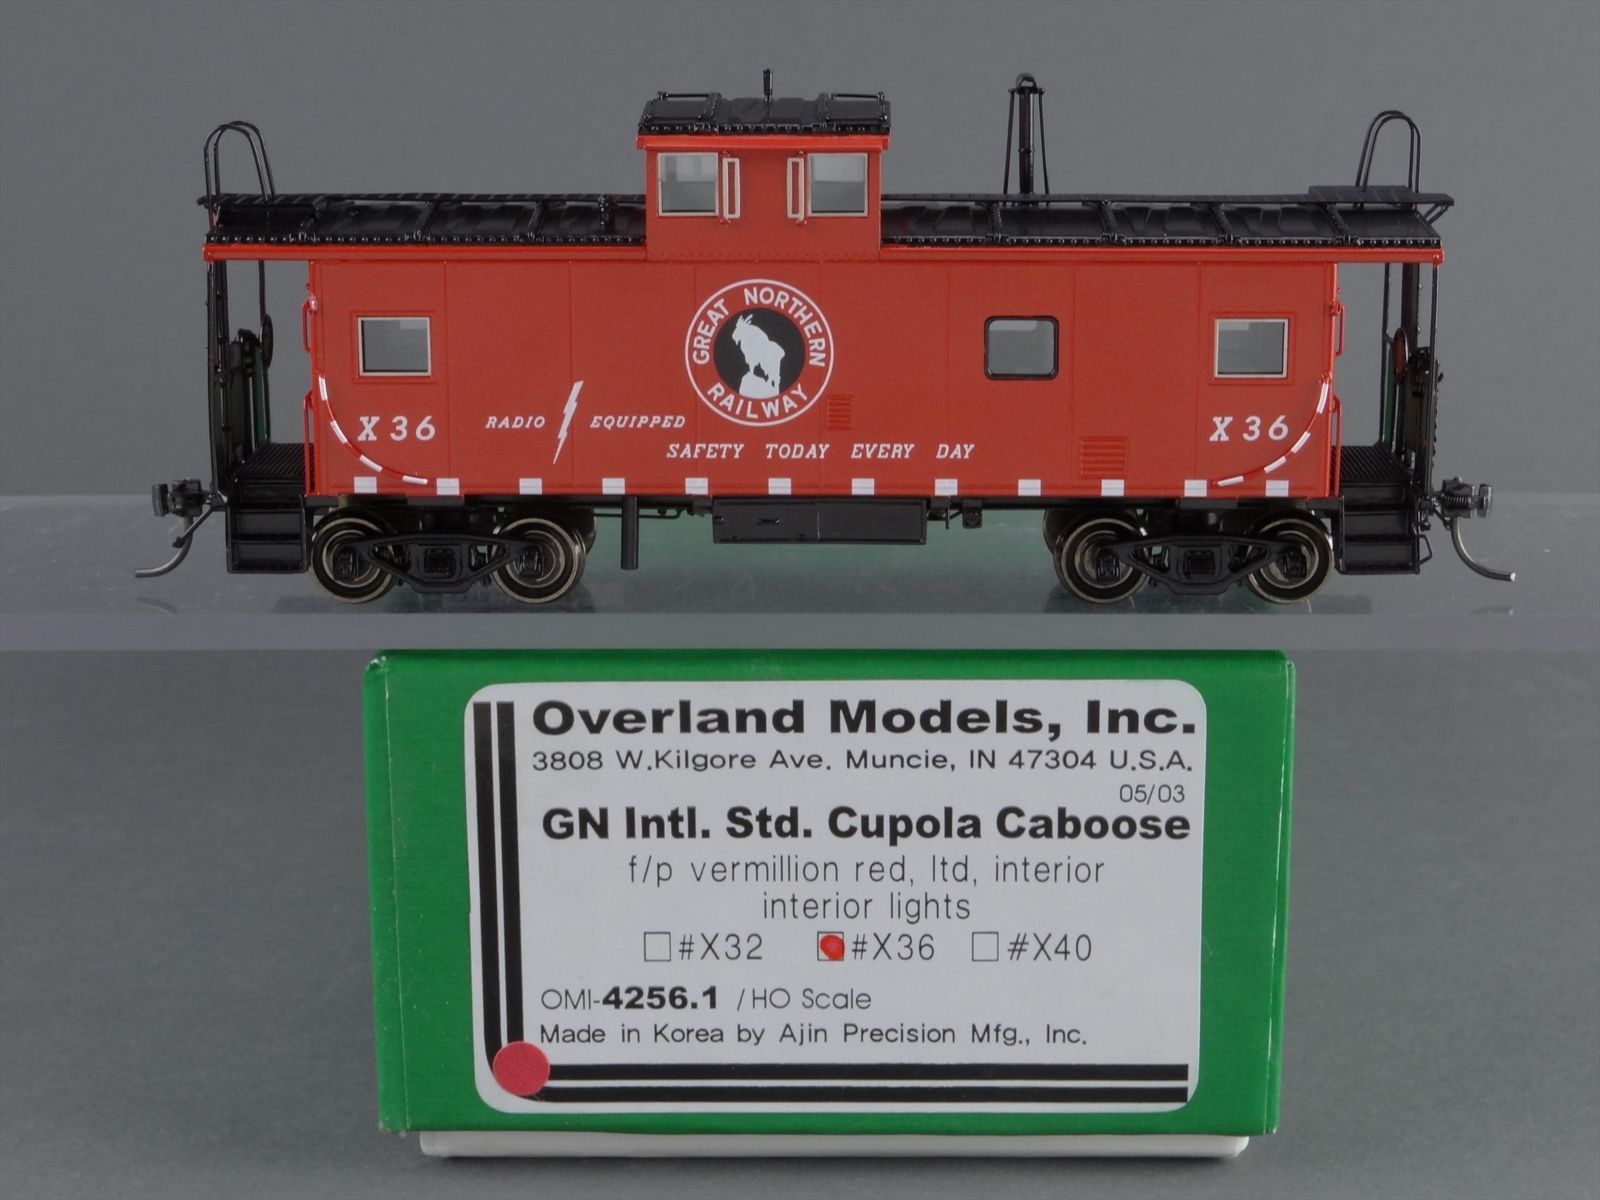 GREAT NORTHERN
RAILWAY
X 36
RADIO EQUIPPED
X 36
SAFETY TODAY EVERY DAY
Overland Models, Inc.
3808 W.Kilgore Ave. Muncie, IN 47304 U.S.A.
05/03
GN Intl. Std. Cupola Caboose
f/p vermillion red, ltd, interior
interior lights
#X32 #X36 #X40
OMI-4256.1 /HO Scale
Made in Korea by Ajin Precision Mfg., Inc.